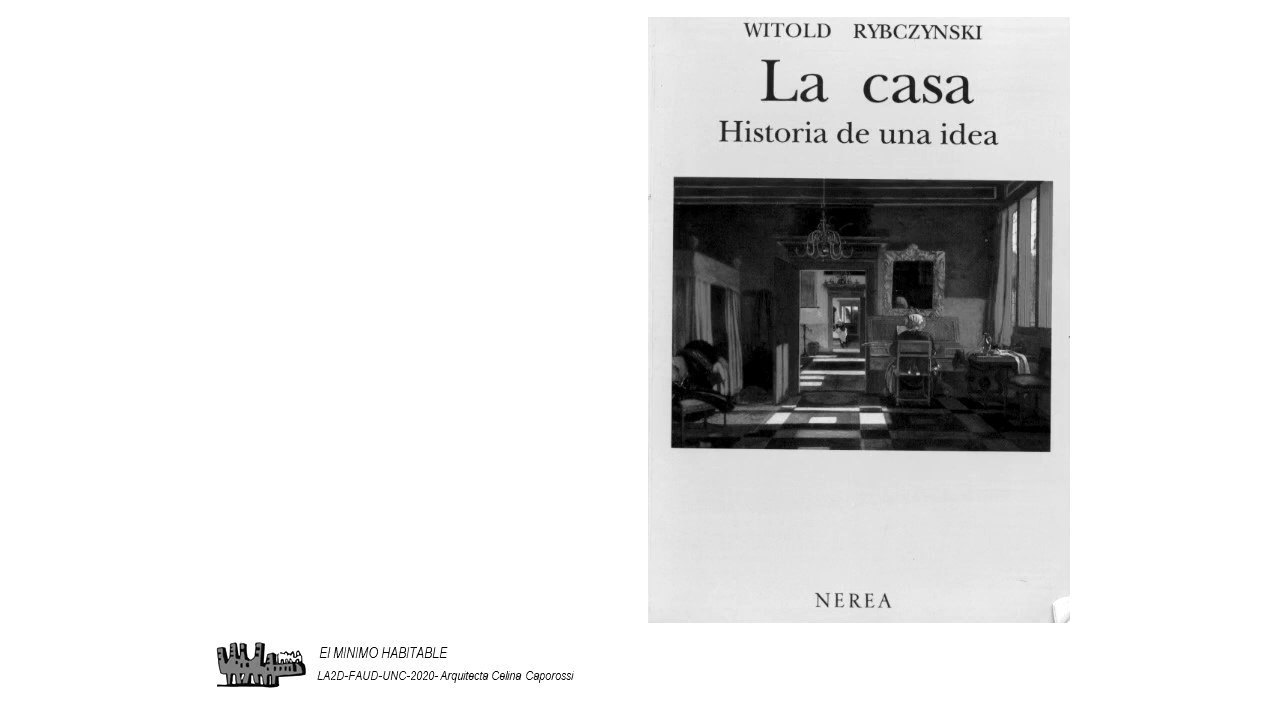 WITOLD RYBCZYNSKI
La casa
Historia de una idea
NEREA
El MINIMO HABITABLE
LA2D-FAUD-UNC-2020- Arquitecta Celina Caporossi